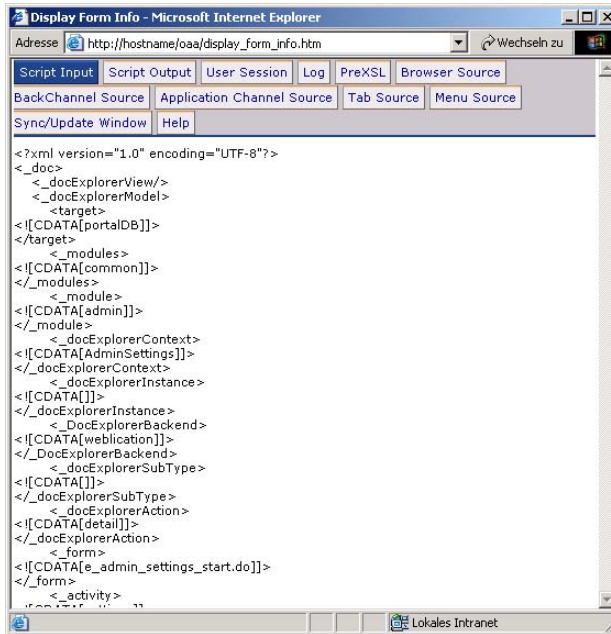 Display Form Info - Microsoft Internet Explorer
Adresse http://hostname/oaa/display_form_info.htm Wechseln zu
Script Input Script Output User Session Log PreXSL Browser Source
BackChannel Source Application Channel Source Tab Source Menu Source
Sync/Update Window Help
<?xml version="1.0" encoding="UTF-8"?>
<_doc>
<_docExplorerView/>
<_docExplorerModel>
<target>
<![CDATA[portalDB]]>
</target>
<_modules>
<![CDATA[common]]>
</_modules>
<_module>
<![CDATA[admin]]>
</_module>
<_docExplorerContext>
<![CDATA[AdminSettings]]>
</_docExplorerContext>
<_docExplorerInstance>
<![CDATA[]]>
</_docExplorerInstance>
<_DocExplorerBackend>
<![CDATA[weblication]]>
</_DocExplorerBackend>
<_docExplorerSubType>
<![CDATA[]]>
</_docExplorerSubType>
<_docExplorerAction>
<![CDATA[detail]]>
</_docExplorerAction>
<_form>
<![CDATA[e_admin_settings_start.do]]>
</_form>
<_activity>
Lokales Intranet